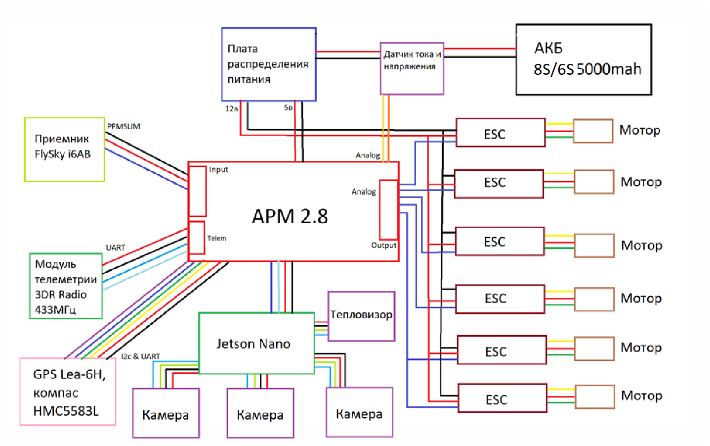 Плата
распределения
питания
Датчик тока и
напряжения
АКБ
8S/6S 5000mah
12в
5в
PPMSUM
Приемник
FlySky i6AB
Input
Analog
Analog
APM 2.8
Telem
Output
UART
Модуль
телеметрии
3DR Radio
433МГц
I2c & UART
GPS Lea-6H,
компас
HMC5583L
Jetson Nano
Тепловизор
Камера
Камера
Камера
ESC
Мотор
ESC
Мотор
ESC
Мотор
ESC
Мотор
ESC
Мотор
ESC
Мотор